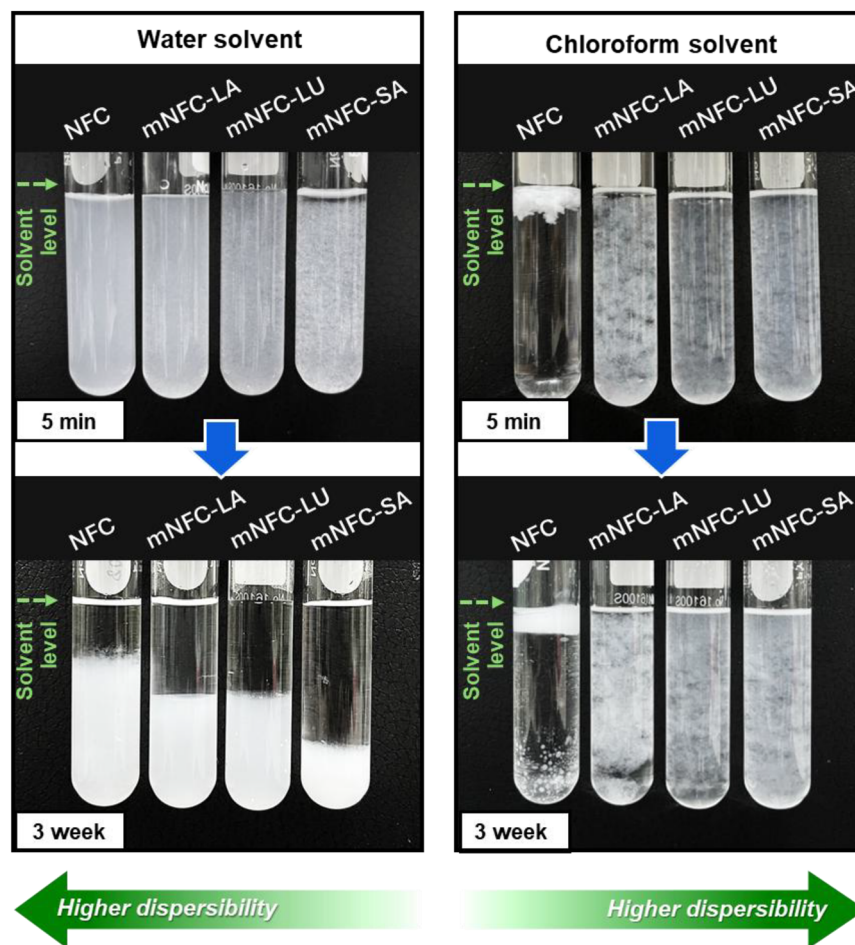 Water solvent
NFC
mNFC-LA
mNFC-LU
mNFC-SA
Solvent
level
5 min
NFC
mNFC-LA
mNFC-LU
mNFC-SA
Solvent
level
3 week
Higher dispersibility
Chloroform solvent
NFC
mNFC-LA
mNFC-LU
mNFC-SA
Solvent
level
5 min
NFC
mNFC-LA
mNFC-LU
mNFC-SA
Solvent
level
3 week
Higher dispersibility